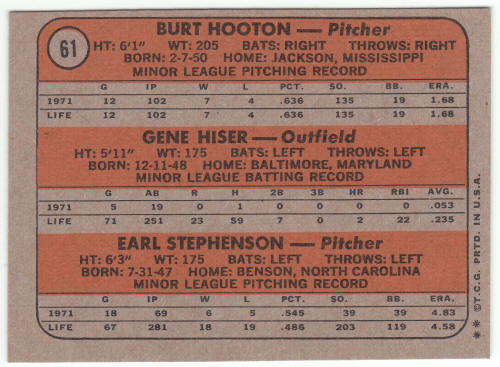 61
BURT HOOTON — Pitcher
HT: 6'1" WT: 205 BATS: RIGHT THROWS: RIGHT
BORN: 2-7-50 HOME: JACKSON, MISSISSIPPI
MINOR LEAGUE PITCHING RECORD
G IP W L PCT. SO. BB. ERA.
1971 12 102 7 4 .636 135 19 1.68
LIFE 12 102 7 4 .636 135 19 1.68
GENE HISER — Outfield
HT: 5'11" WT: 175 BATS: LEFT THROWS: LEFT
BORN: 12-11-48 HOME: BALTIMORE, MARYLAND
MINOR LEAGUE BATTING RECORD
G AB R H 2B 3B HR RBI AVG.
1971 5 19 0 1 0 0 0 0 .053
LIFE 71 251 23 59 7 0 2 22 .235
EARL STEPHENSON — Pitcher
HT: 6'3" WT: 175 BATS: LEFT THROWS: LEFT
BORN: 7-31-47 HOME: BENSON, NORTH CAROLINA
MINOR LEAGUE PITCHING RECORD
G IP W L PCT. SO. BB. ERA.
1971 18 69 6 5 .545 39 39 4.83
LIFE 67 281 18 19 .486 203 119 4.58
* * © T.C.G. PRTD. IN U.S.A.